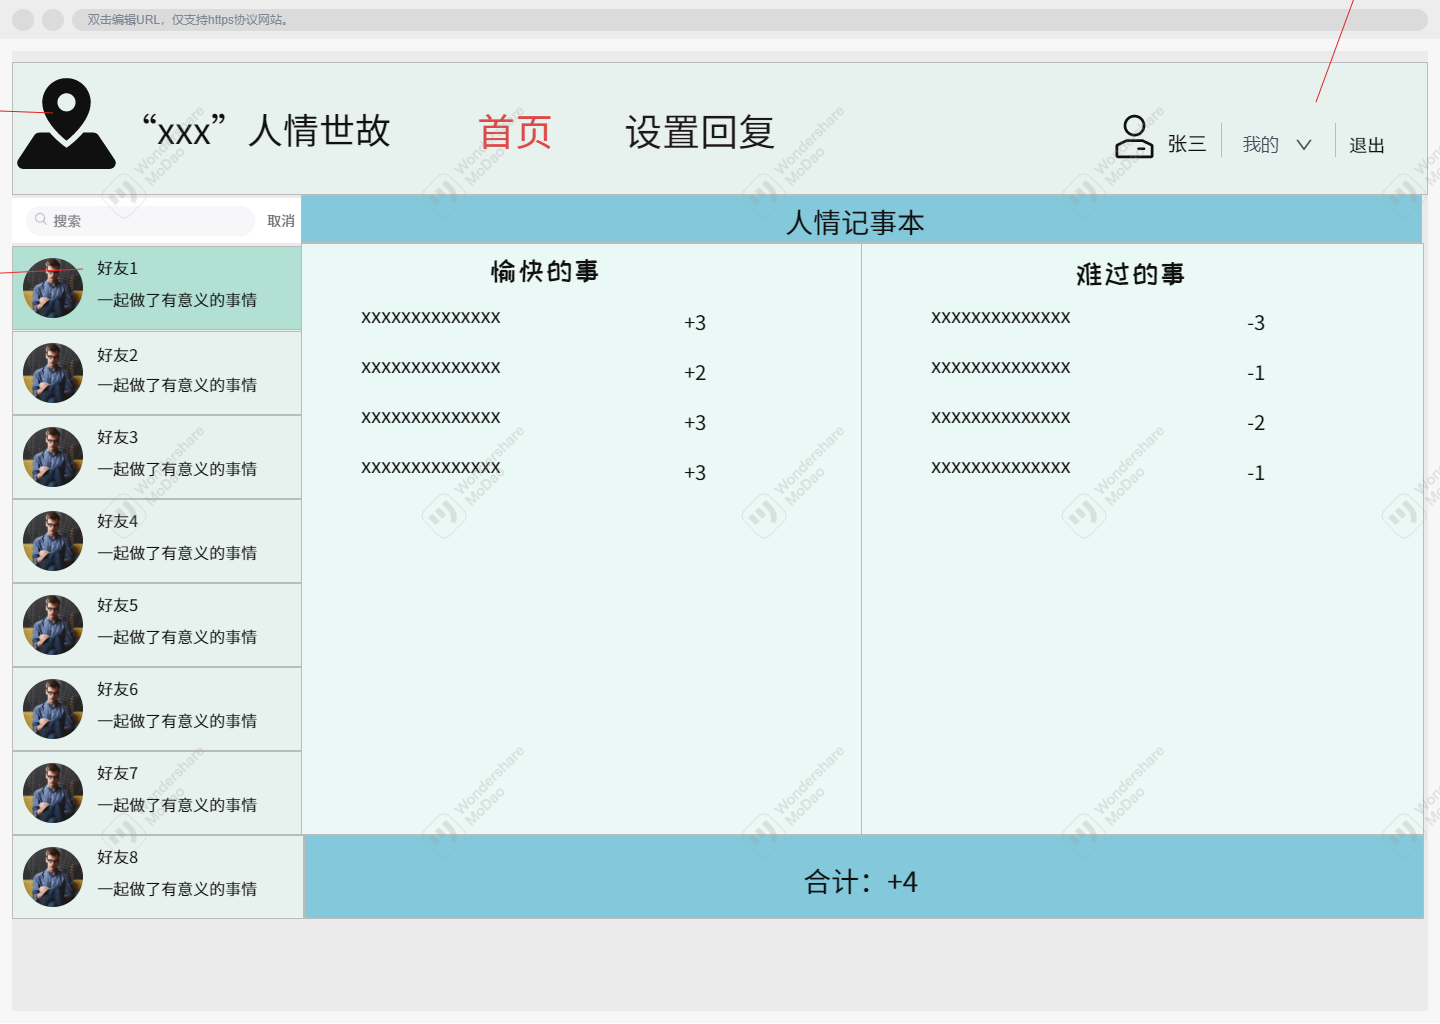 双击编辑URL，仅支持https协议网站。
“xxx”人情世故
首页
设置回复
张三
我的
退出
搜索
取消
人情记事本
好友1
一起做了有意义的事情
好友2
一起做了有意义的事情
好友3
一起做了有意义的事情
好友4
一起做了有意义的事情
好友5
一起做了有意义的事情
好友6
一起做了有意义的事情
好友7
一起做了有意义的事情
好友8
一起做了有意义的事情
愉快的事
xxxxxxxxxxxxxx +3
xxxxxxxxxxxxxx +2
xxxxxxxxxxxxxx +3
xxxxxxxxxxxxxx +3
难过的事
xxxxxxxxxxxxxx -3
xxxxxxxxxxxxxx -1
xxxxxxxxxxxxxx -2
xxxxxxxxxxxxxx -1
合计：+4
Wondershare
MoDao